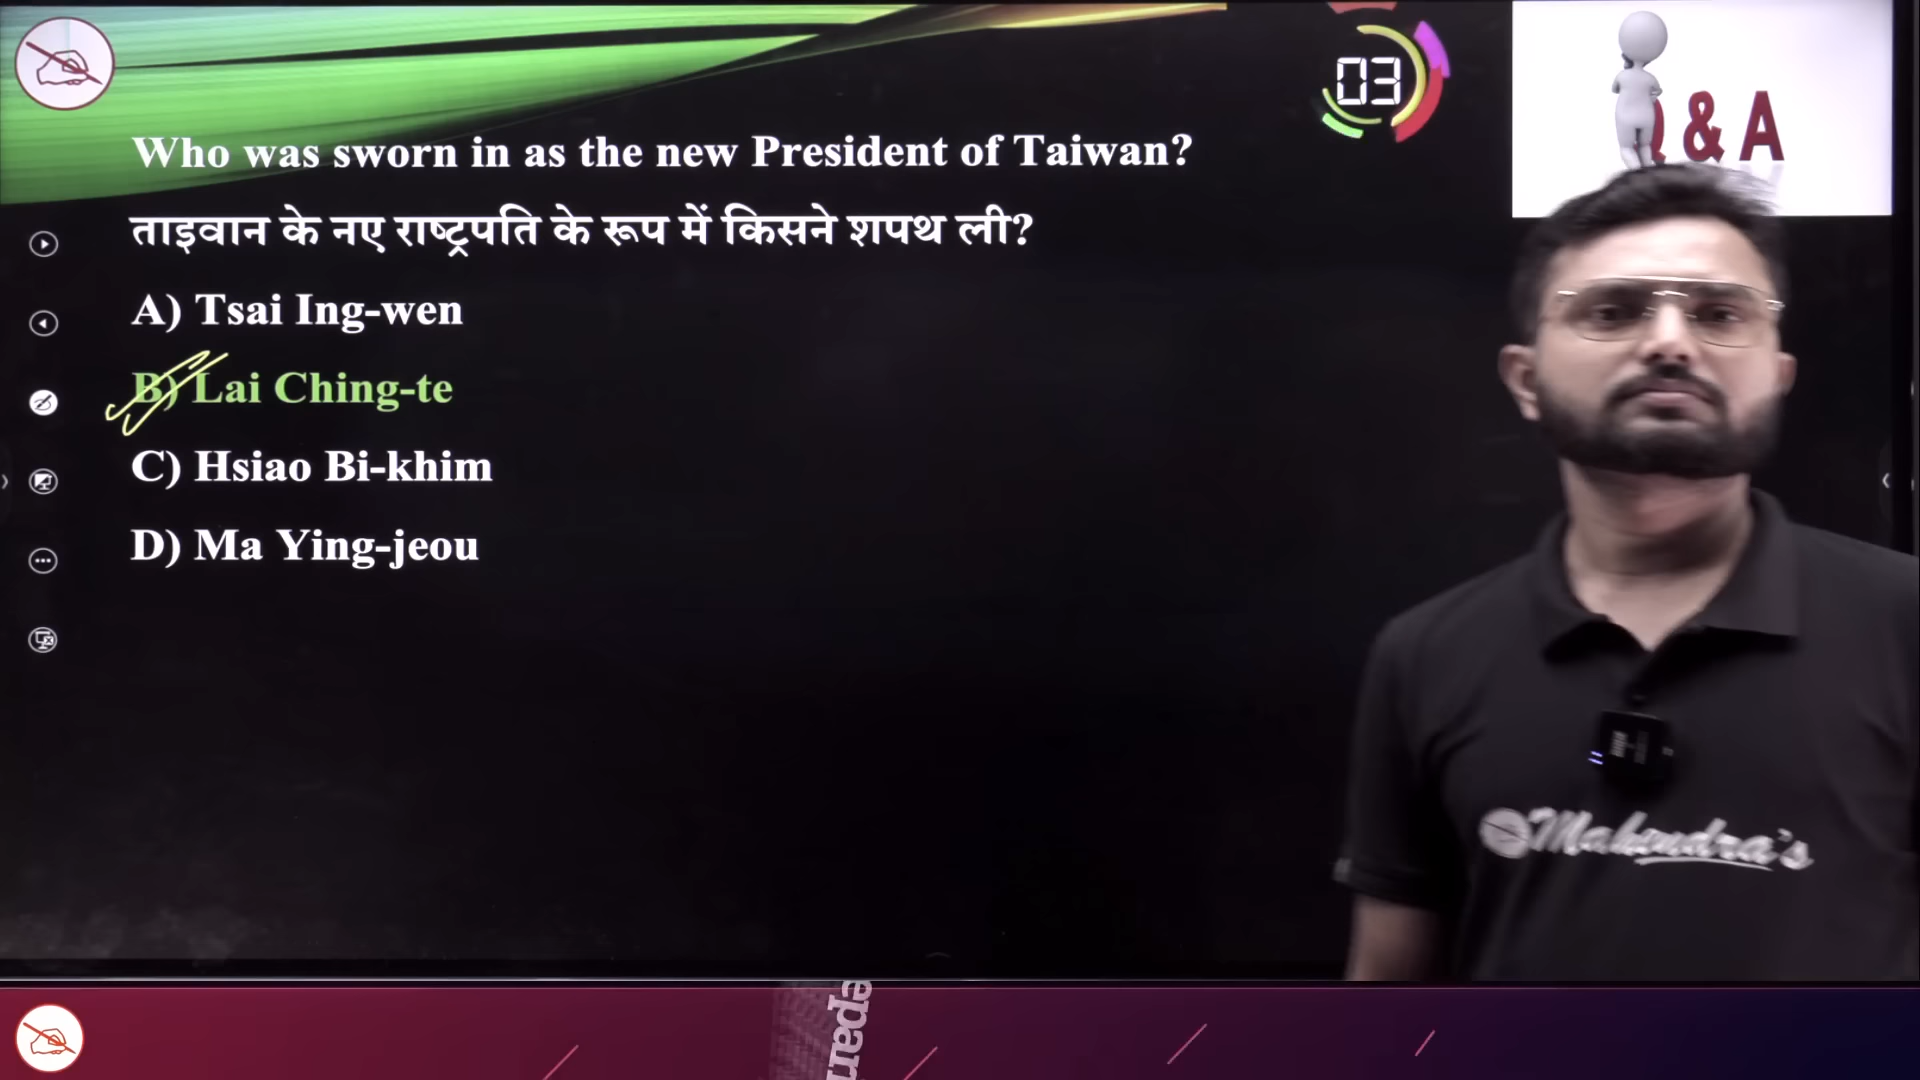 03
Q & A
Who was sworn in as the new President of Taiwan?
ताइवान के नए राष्ट्रपति के रूप में किसने शपथ ली?
A) Tsai Ing-wen
B) Lai Ching-te
C) Hsiao Bi-khim
D) Ma Ying-jeou
Mahendra's